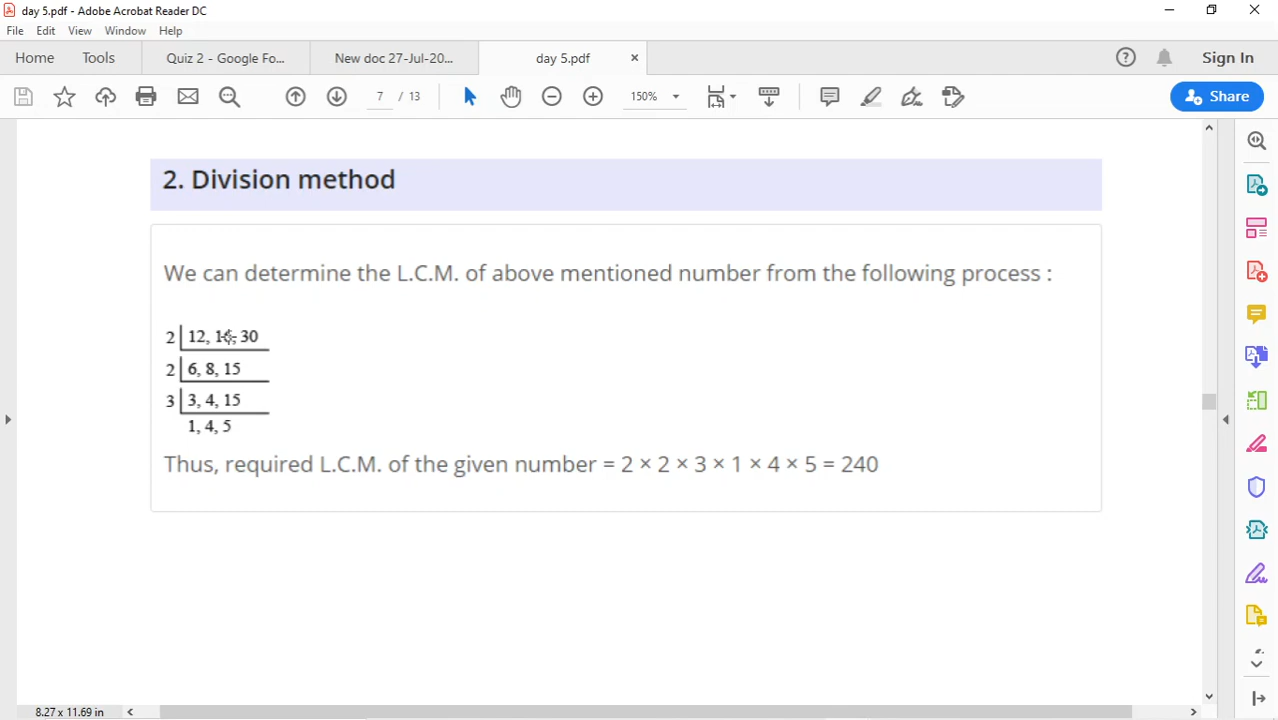 day 5.pdf - Adobe Acrobat Reader DC
File Edit View Window Help
Home Tools Quiz 2 - Google Fo... New doc 27-Jul-20... day 5.pdf × Sign In
7 / 13 150% Share
2. Division method
We can determine the L.C.M. of above mentioned number from the following process :
2 12, 30
2 6, 8, 15
3 3, 4, 15
1, 4, 5
Thus, required L.C.M. of the given number = 2 × 2 × 3 × 1 × 4 × 5 = 240
8.27 x 11.69 in